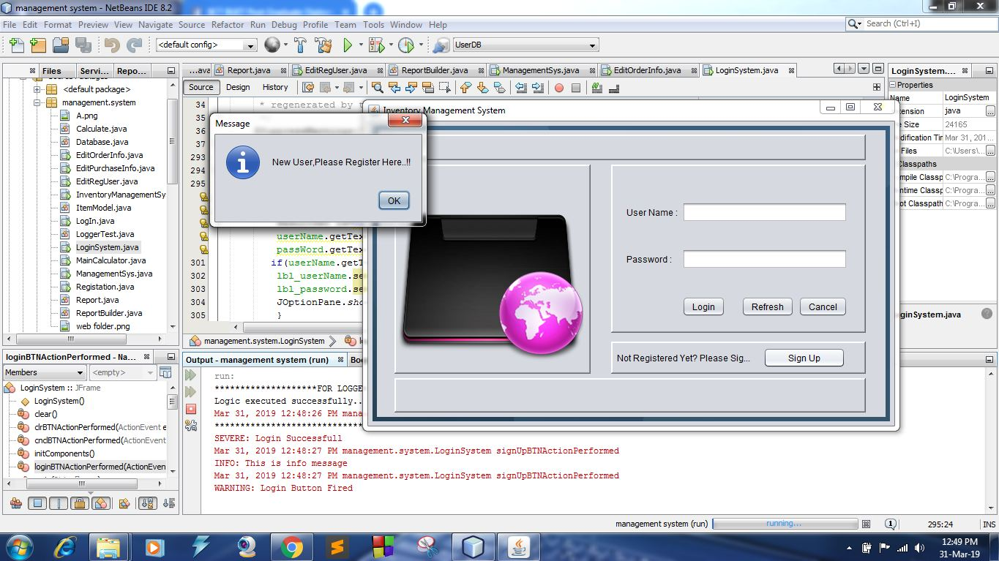 management system - NetBeans IDE 8.2
File Edit Format Preview View Navigate Source Refactor Run Debug Profile Team Tools Window Help
Search (Ctrl+I)
<default config>
UserDB
Files Servi... Repo...
...ava Report.java EditRegUser.java ReportBuilder.java ManagementSys.java EditOrderInfo.java LoginSystem.java
LoginSystem...
Source Design History
Properties
Name LoginSystem
xtension java
e Size 24165
dification Tir Mar 31, 201...
Files C:\Users\...
Classpaths
mpile Classp C:\Progra...
ntime Classp C:\Progra...
ot Classpath C:\Progra...
ginSystem.java
<default package>
management.system
A.png
Calculate.java
Database.java
EditOrderInfo.java
EditPurchaseInfo.java
EditRegUser.java
InventoryManagementSy
ItemModel.java
LogIn.java
LoggerTest.java
LoginSystem.java
MainCalculator.java
ManagementSys.java
Registation.java
Report.java
ReportBuilder.java
web folder.png
34 * regenerated by t
35
36
37
293
294
295
userName.getTex
passWord.getTex
301 if(userName.getT
302 lbl_userName.se
303 lbl_password.se
304 JOptionPane.sho
305 }
management.system.LoginSystem
Message
New User,Please Register Here..!!
OK
Inventory Management System
User Name :
Password :
Login Refresh Cancel
Not Registered Yet? Please Sig... Sign Up
loginBTNActionPerformed - Na...
Members <empty>
LoginSystem :: JFrame
LoginSystem()
clear()
clrBTNActionPerformed(ActionEvent e
cndBTNActionPerformed(ActionEvent
initComponents()
loginBTNActionPerformed(ActionEven
Output - management system (run)
run:
********************FOR LOGGE
Logic executed successfully..
Mar 31, 2019 12:48:26 PM mana
*****************************
SEVERE: Login Successfull
Mar 31, 2019 12:48:27 PM management.system.LoginSystem signUpBTNActionPerformed
INFO: This is info message
Mar 31, 2019 12:48:27 PM management.system.LoginSystem signUpBTNActionPerformed
WARNING: Login Button Fired
management system (run) running... 1 295:24 INS
12:49 PM
31-Mar-19